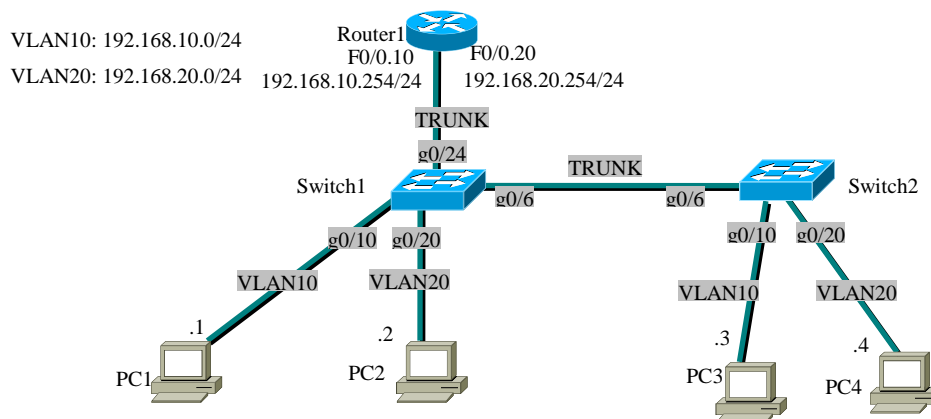 Router1
VLAN10: 192.168.10.0/24
F0/0.10
F0/0.20
VLAN20: 192.168.20.0/24
192.168.10.254/24
192.168.20.254/24
TRUNK
g0/24
TRUNK
Switch1
Switch2
g0/6
g0/6
g0/10
g0/20
g0/10
g0/20
VLAN10
VLAN20
VLAN10
VLAN20
.1
.2
.3
.4
PC1
PC2
PC3
PC4